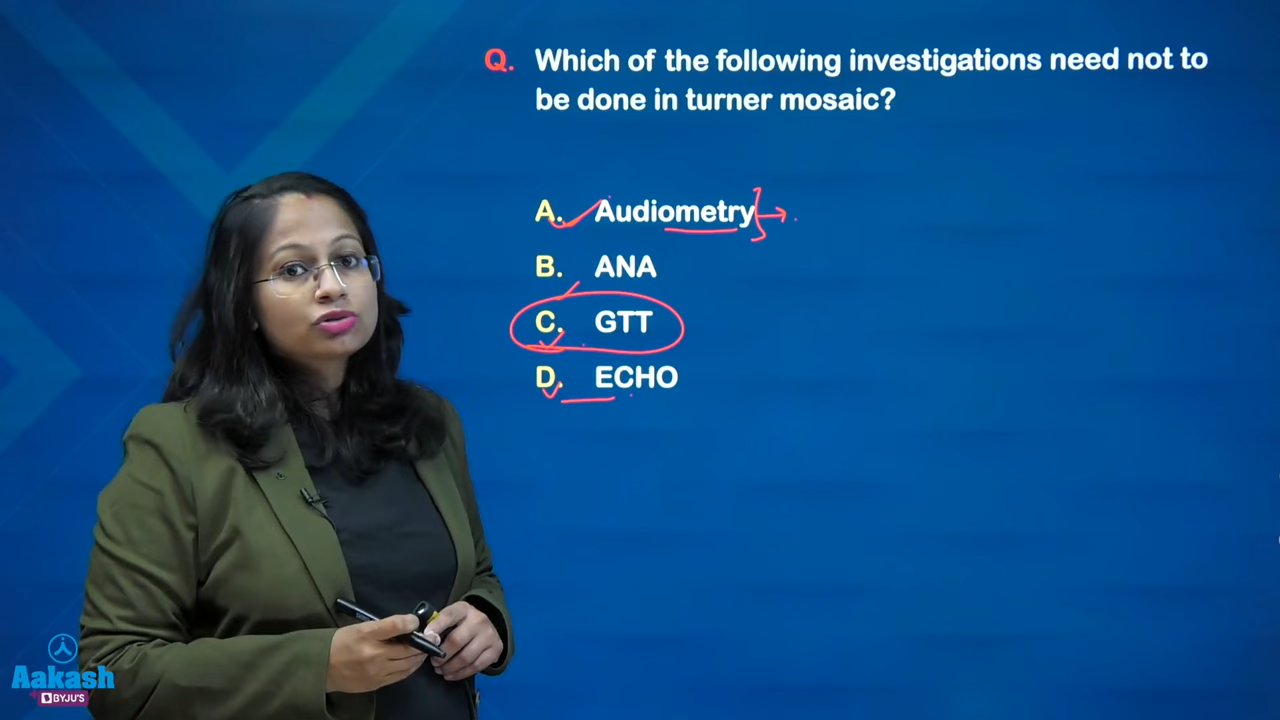 Q. Which of the following investigations need not to
be done in turner mosaic?
A. Audiometry
B. ANA
C. GTT
D. ECHO
Aakash
BYJU'S